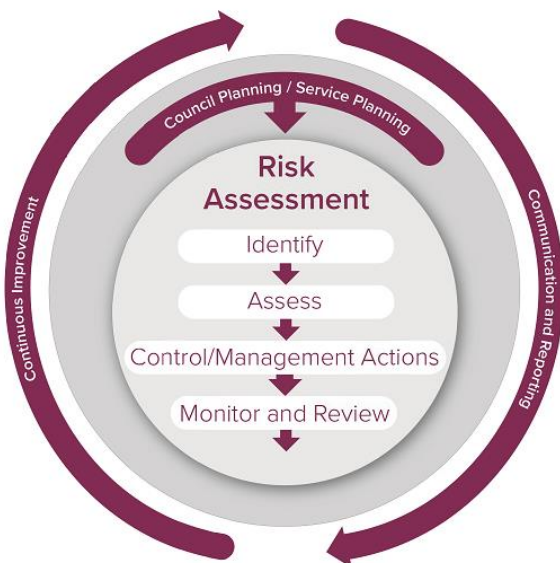 Council Planning / Service Planning
Risk
Assessment
Identify
Assess
Control/Management Actions
Monitor and Review
Continuous Improvement
Communication and Reporting